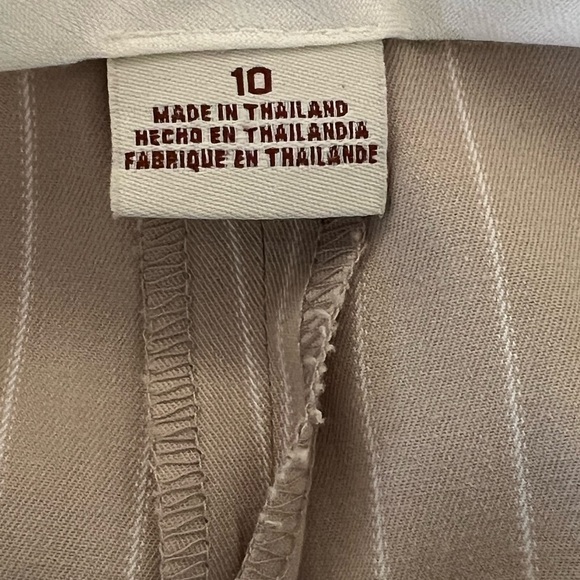 10
MADE IN THAILAND
HECHO EN THAILANDIA
FABRIQUE EN THAILANDE